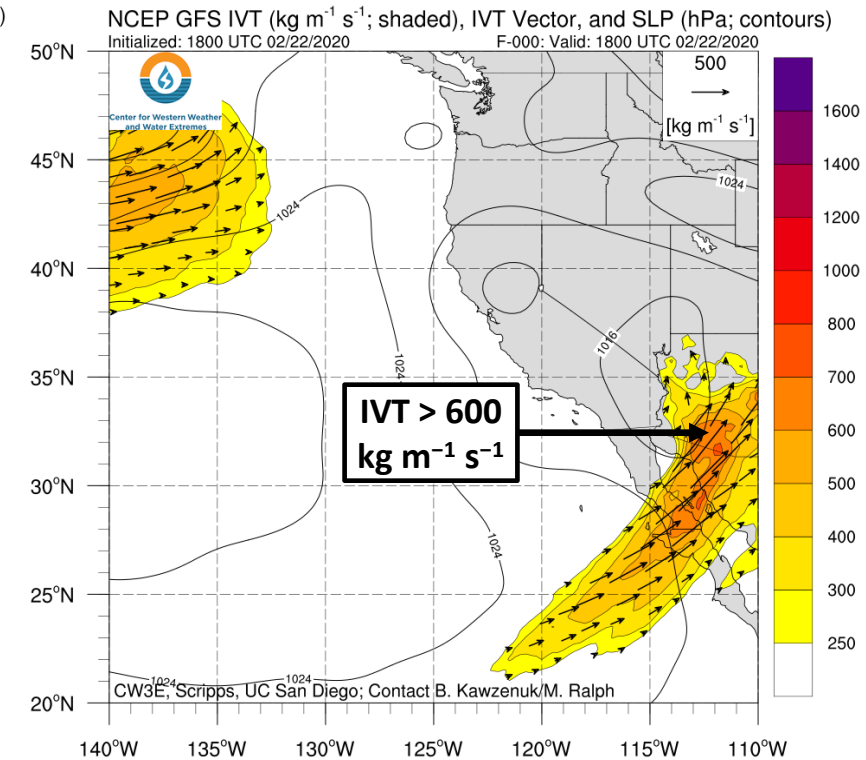 )
NCEP GFS IVT (kg m⁻¹ s⁻¹; shaded), IVT Vector, and SLP (hPa; contours)
Initialized: 1800 UTC 02/22/2020 F-000: Valid: 1800 UTC 02/22/2020
50°N
Center for Western Weather
and Water Extremes
500
[kg m⁻¹ s⁻¹]
1600
1400
1200
1000
800
700
600
500
400
300
250
45°N
1024
1024
40°N
1016
1024
35°N
IVT > 600
kg m⁻¹ s⁻¹
30°N
1024
25°N
1024
1024
CW3E, Scripps, UC San Diego; Contact B. Kawzenuk/M. Ralph
20°N
140°W 135°W 130°W 125°W 120°W 115°W 110°W